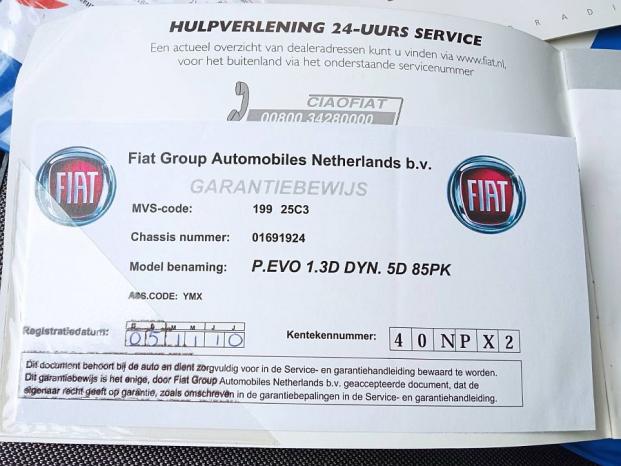 R A D I
HULPVERLENING 24-UURS SERVICE
Een actueel overzicht van dealeradressen kunt u vinden via www.fiat.nl,
voor het buitenland via het onderstaande servicenummer
CIAOFIAT
00800 34280000
Fiat Group Automobiles Netherlands b.v.
FIAT
GARANTIEBEWIJS
FIAT
MVS-code: 199 25C3
Chassis nummer: 01691924
Model benaming: P.EVO 1.3D DYN. 5D 85PK
ADS.CODE: YMX
D D M M J J
Registratiedatum: 05 11 10
Kentekennummer: 4 0 N P X 2
Dit document behoort bij de auto en dient zorgvuldig voor in de Service- en garantiehandleiding bewaard te worden.
Dit garantiebewijs is het enige, door Fiat Group Automobiles Netherlands b.v. geaccepteerde document, dat de
eigenaar recht geeft op garantie, zoals omschreven in de garantiebepalingen in de Service- en garantiehandleiding.